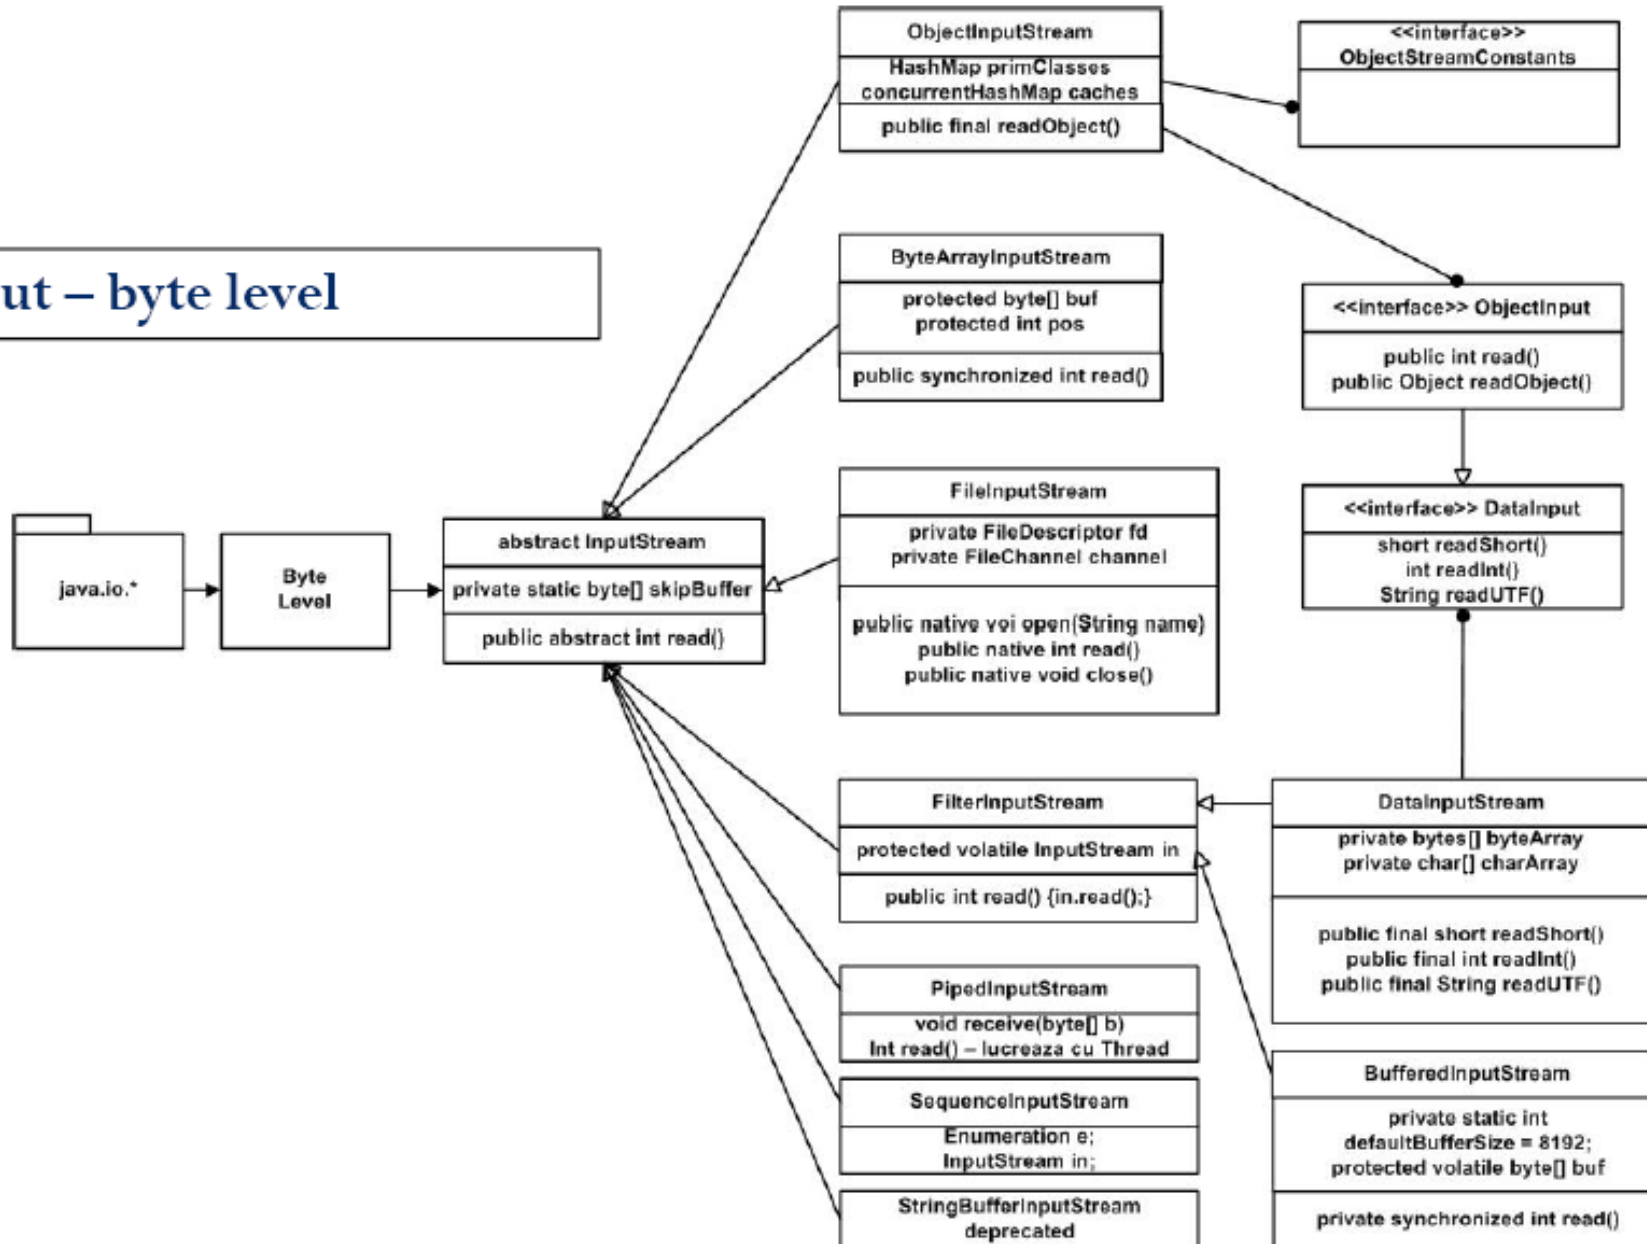 ut – byte level
java.io.*
Byte
Level
abstract InputStream
private static byte[] skipBuffer
public abstract int read()
ObjectInputStream
HashMap primClasses
concurrentHashMap caches
public final readObject()
<<interface>>
ObjectStreamConstants
ByteArrayInputStream
protected byte[] buf
protected int pos
public synchronized int read()
<<interface>> ObjectInput
public int read()
public Object readObject()
FileInputStream
private FileDescriptor fd
private FileChannel channel
public native voi open(String name)
public native int read()
public native void close()
<<interface>> DataInput
short readShort()
int readInt()
String readUTF()
FilterInputStream
protected volatile InputStream in
public int read() {in.read();}
DataInputStream
private bytes[] byteArray
private char[] charArray
public final short readShort()
public final int readInt()
public final String readUTF()
PipedInputStream
void receive(byte[] b)
Int read() – lucreaza cu Thread
SequenceInputStream
Enumeration e;
InputStream in;
StringBufferInputStream
deprecated
BufferedInputStream
private static int
defaultBufferSize = 8192;
protected volatile byte[] buf
private synchronized int read()